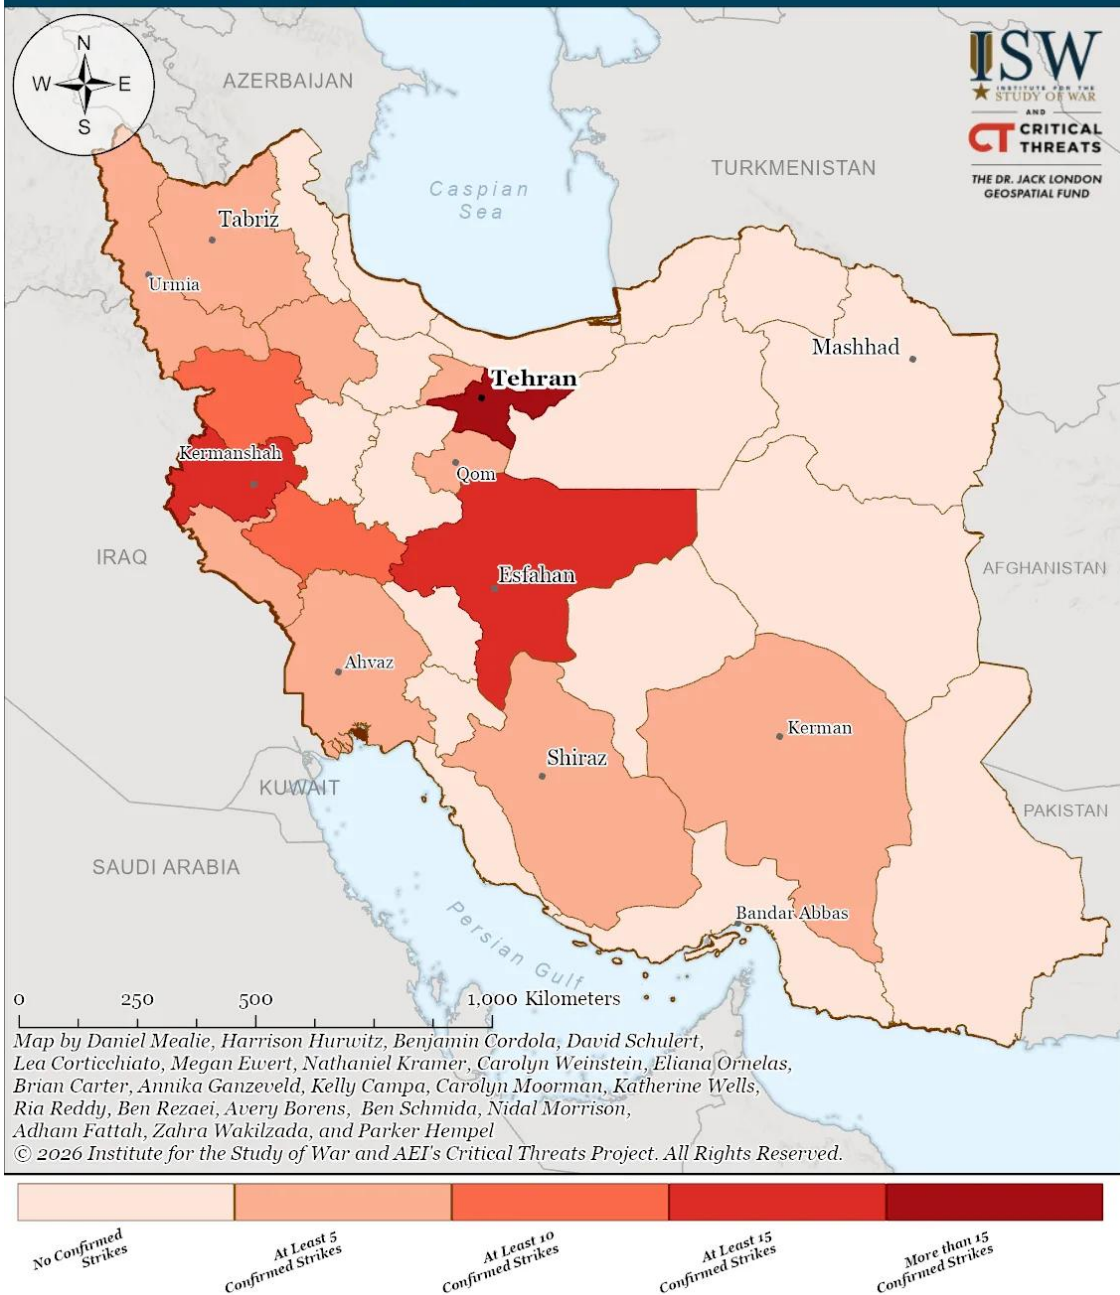 N
W
E
S
AZERBAIJAN
ISW
INSTITUTE FOR THE
STUDY OF WAR
AND
CT CRITICAL
THREATS
THE DR. JACK LONDON
GEOSPATIAL FUND
TURKMENISTAN
Caspian
Sea
Tabriz
Urmia
Mashhad
Tehran
Kermanshah
Qom
IRAQ
Esfahan
AFGHANISTAN
Ahvaz
Kerman
Shiraz
KUWAIT
PAKISTAN
SAUDI ARABIA
Bandar Abbas
Persian Gulf
0 250 500 1,000 Kilometers
Map by Daniel Mealie, Harrison Hurwitz, Benjamin Cordola, David Schulert,
Lea Corticchiato, Megan Ewert, Nathaniel Kramer, Carolyn Weinstein, Eliana Ornelas,
Brian Carter, Annika Ganzeveld, Kelly Campa, Carolyn Moorman, Katherine Wells,
Ria Reddy, Ben Rezaei, Avery Borens, Ben Schmida, Nidal Morrison,
Adham Fattah, Zahra Wakilzada, and Parker Hempel
© 2026 Institute for the Study of War and AEI's Critical Threats Project. All Rights Reserved.
No Confirmed
Strikes
At Least 5
Confirmed Strikes
At Least 10
Confirmed Strikes
At Least 15
Confirmed Strikes
More than 15
Confirmed Strikes